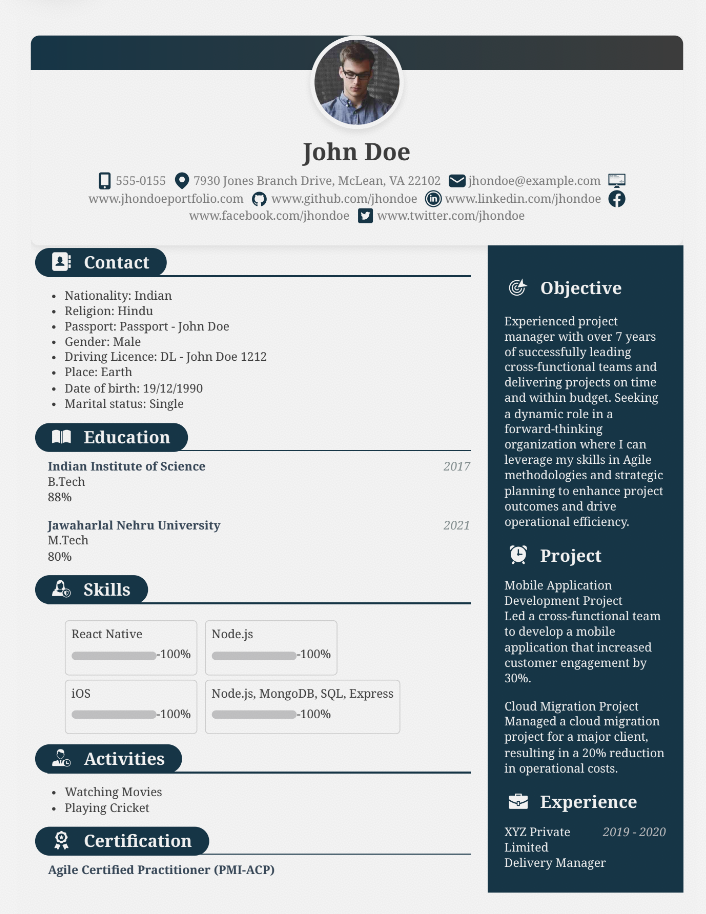 John Doe
555-0155 7930 Jones Branch Drive, McLean, VA 22102 jhondoe@example.com
www.jhondoeportfolio.com www.github.com/jhondoe www.linkedin.com/jhondoe
www.facebook.com/jhondoe www.twitter.com/jhondoe
Contact
• Nationality: Indian
• Religion: Hindu
• Passport: Passport - John Doe
• Gender: Male
• Driving Licence: DL - John Doe 1212
• Place: Earth
• Date of birth: 19/12/1990
• Marital status: Single
Education
Indian Institute of Science 2017
B.Tech
88%
Jawaharlal Nehru University 2021
M.Tech
80%
Skills
React Native
-100%
Node.js
-100%
iOS
-100%
Node.js, MongoDB, SQL, Express
-100%
Activities
• Watching Movies
• Playing Cricket
Certification
Agile Certified Practitioner (PMI-ACP)
Objective
Experienced project
manager with over 7 years
of successfully leading
cross-functional teams and
delivering projects on time
and within budget. Seeking
a dynamic role in a
forward-thinking
organization where I can
leverage my skills in Agile
methodologies and strategic
planning to enhance project
outcomes and drive
operational efficiency.
Project
Mobile Application
Development Project
Led a cross-functional team
to develop a mobile
application that increased
customer engagement by
30%.
Cloud Migration Project
Managed a cloud migration
project for a major client,
resulting in a 20% reduction
in operational costs.
Experience
XYZ Private 2019 - 2020
Limited
Delivery Manager